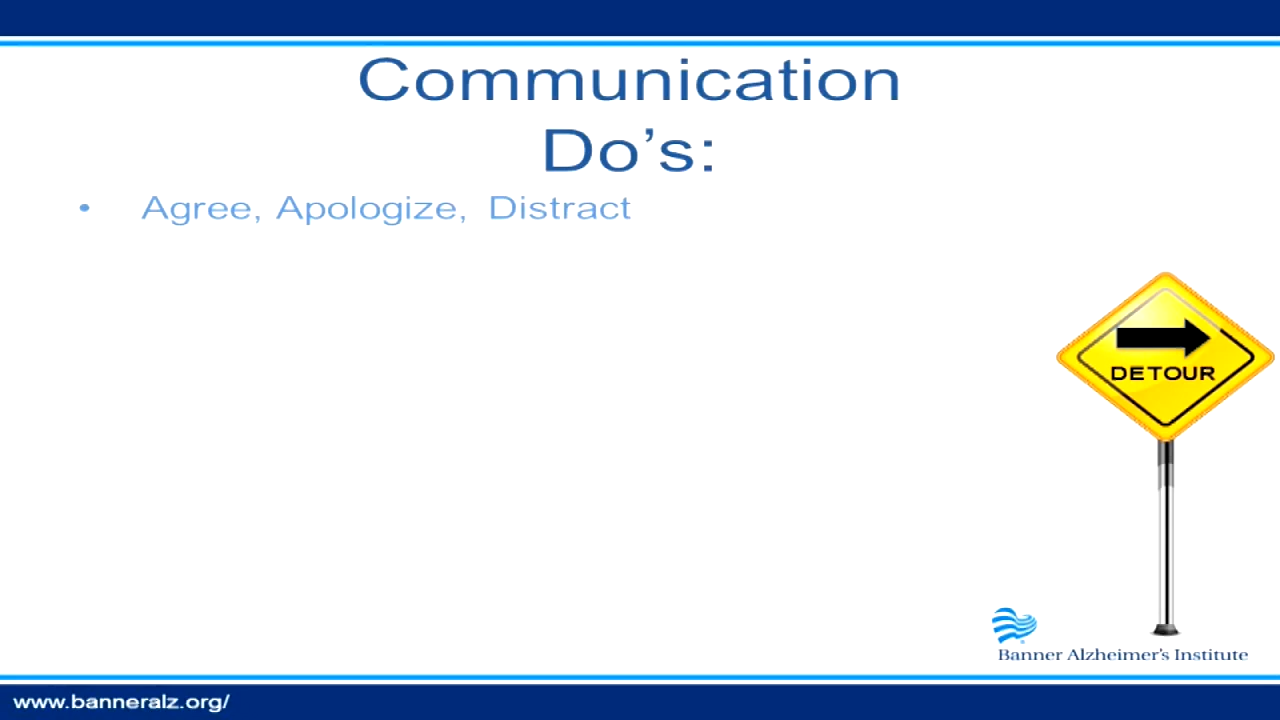 Communication
Do’s:
• Agree, Apologize, Distract
DETOUR
Banner Alzheimer's Institute
www.banneralz.org/